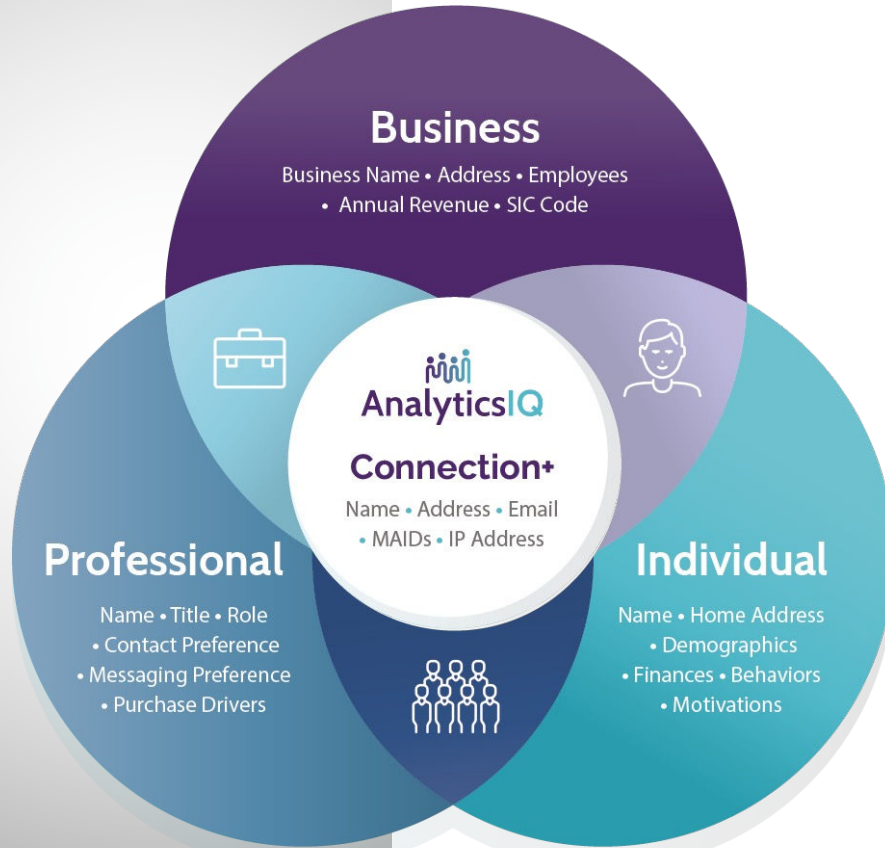 Business
Business Name • Address • Employees
• Annual Revenue • SIC Code
AnalyticsIQ
Connection+
Name • Address • Email
• MAIDs • IP Address
Professional
Name • Title • Role
• Contact Preference
• Messaging Preference
• Purchase Drivers
Individual
Name • Home Address
• Demographics
• Finances • Behaviors
• Motivations